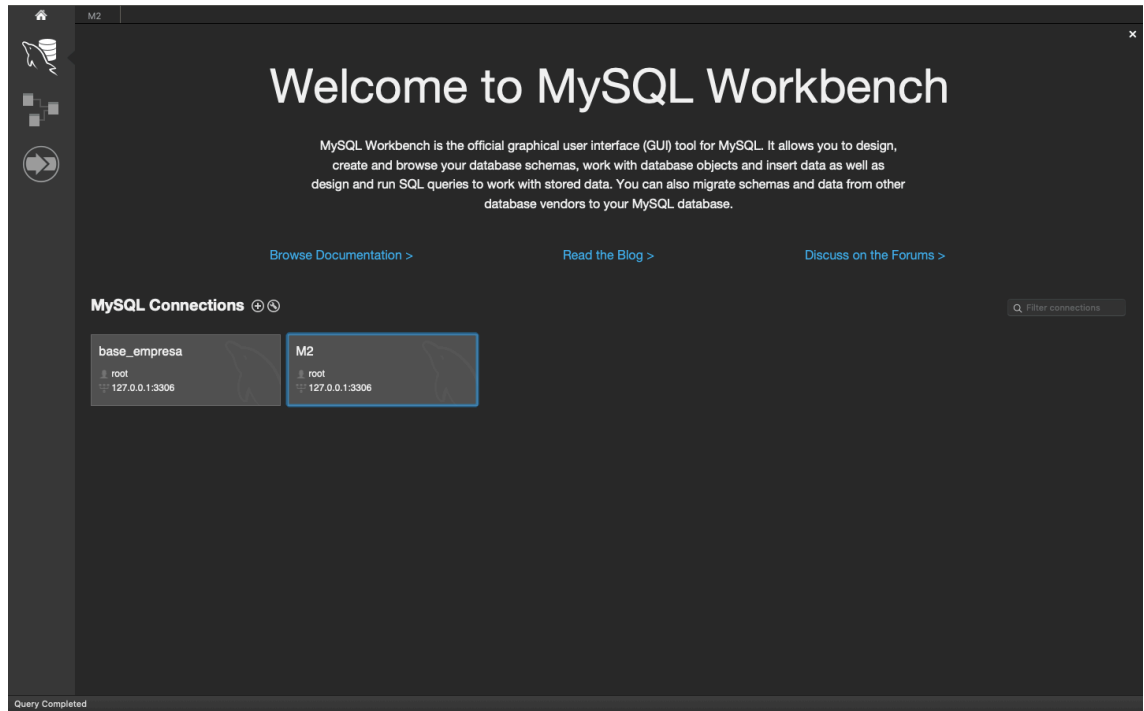 M2
Welcome to MySQL Workbench
MySQL Workbench is the official graphical user interface (GUI) tool for MySQL. It allows you to design,
create and browse your database schemas, work with database objects and insert data as well as
design and run SQL queries to work with stored data. You can also migrate schemas and data from other
database vendors to your MySQL database.
Browse Documentation >
Read the Blog >
Discuss on the Forums >
MySQL Connections
Filter connections
base_empresa
root
127.0.0.1:3306
M2
root
127.0.0.1:3306
Query Completed